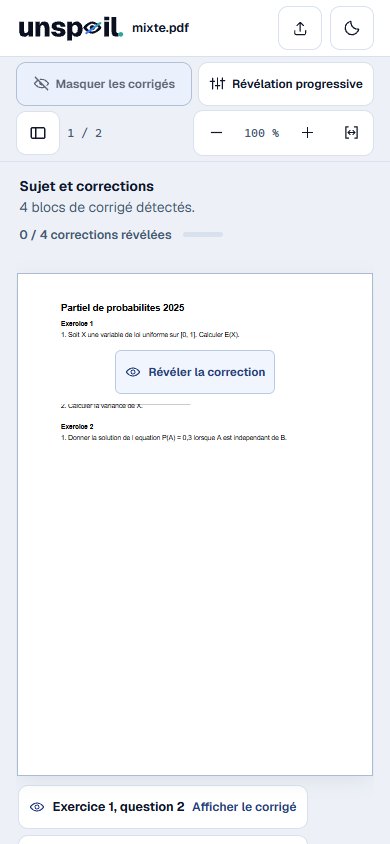 unspoil. mixte.pdf
Masquer les corrigés
Révélation progressive
1 / 2
100 %
Sujet et corrections
4 blocs de corrigé détectés.
0 / 4 corrections révélées
Partiel de probabilites 2025
Exercice 1
1. Soit X une variable de loi uniforme sur [0, 1]. Calculer E(X).
Révéler la correction
2. Calculer la variance de X.
Exercice 2
1. Donner la solution de l equation P(A) = 0,3 lorsque A est independant de B.
Exercice 1, question 2 Afficher le corrigé